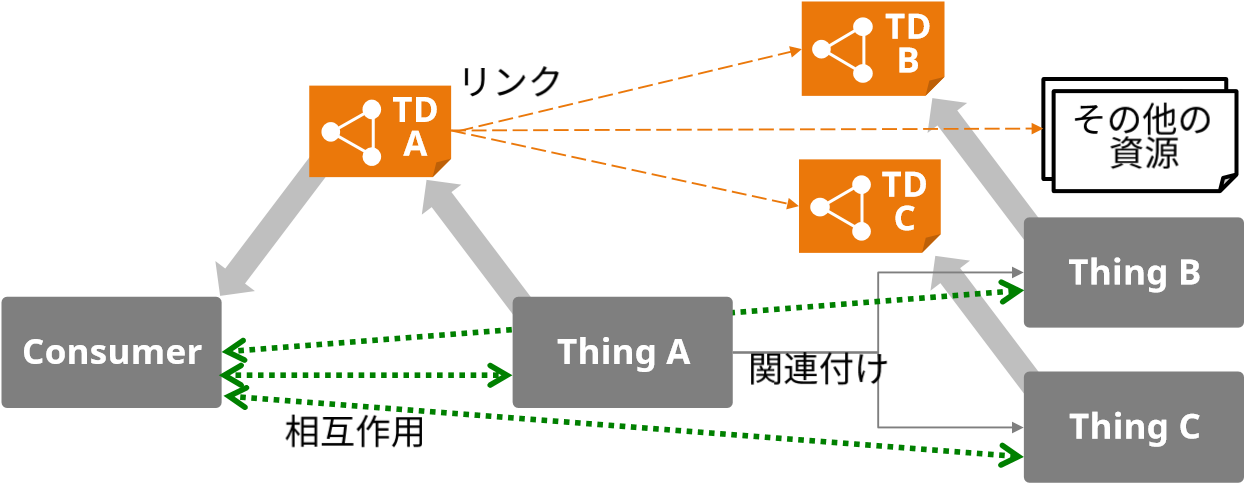 TD
B
リンク
TD
A
その他の
資源
TD
C
Thing B
Consumer
Thing A
関連付け
相互作用
Thing C